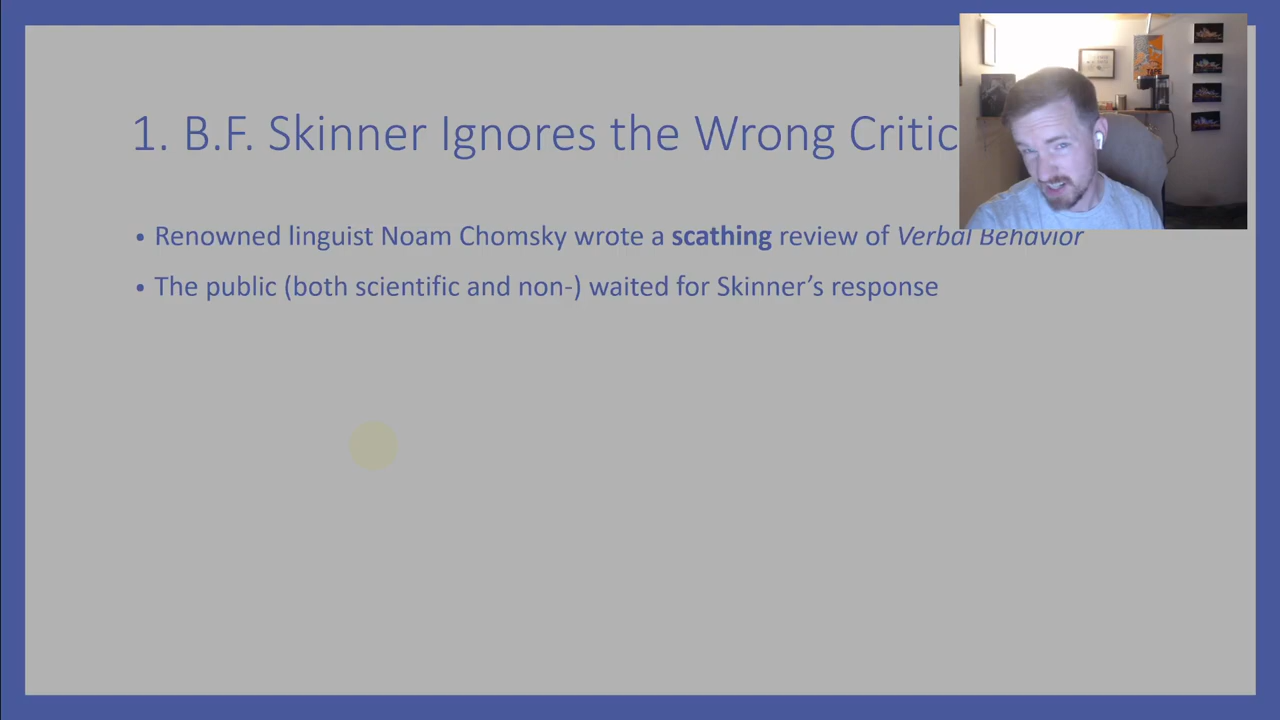 1. B.F. Skinner Ignores the Wrong Critic
• Renowned linguist Noam Chomsky wrote a scathing review of Verbal Behavior
• The public (both scientific and non-) waited for Skinner’s response